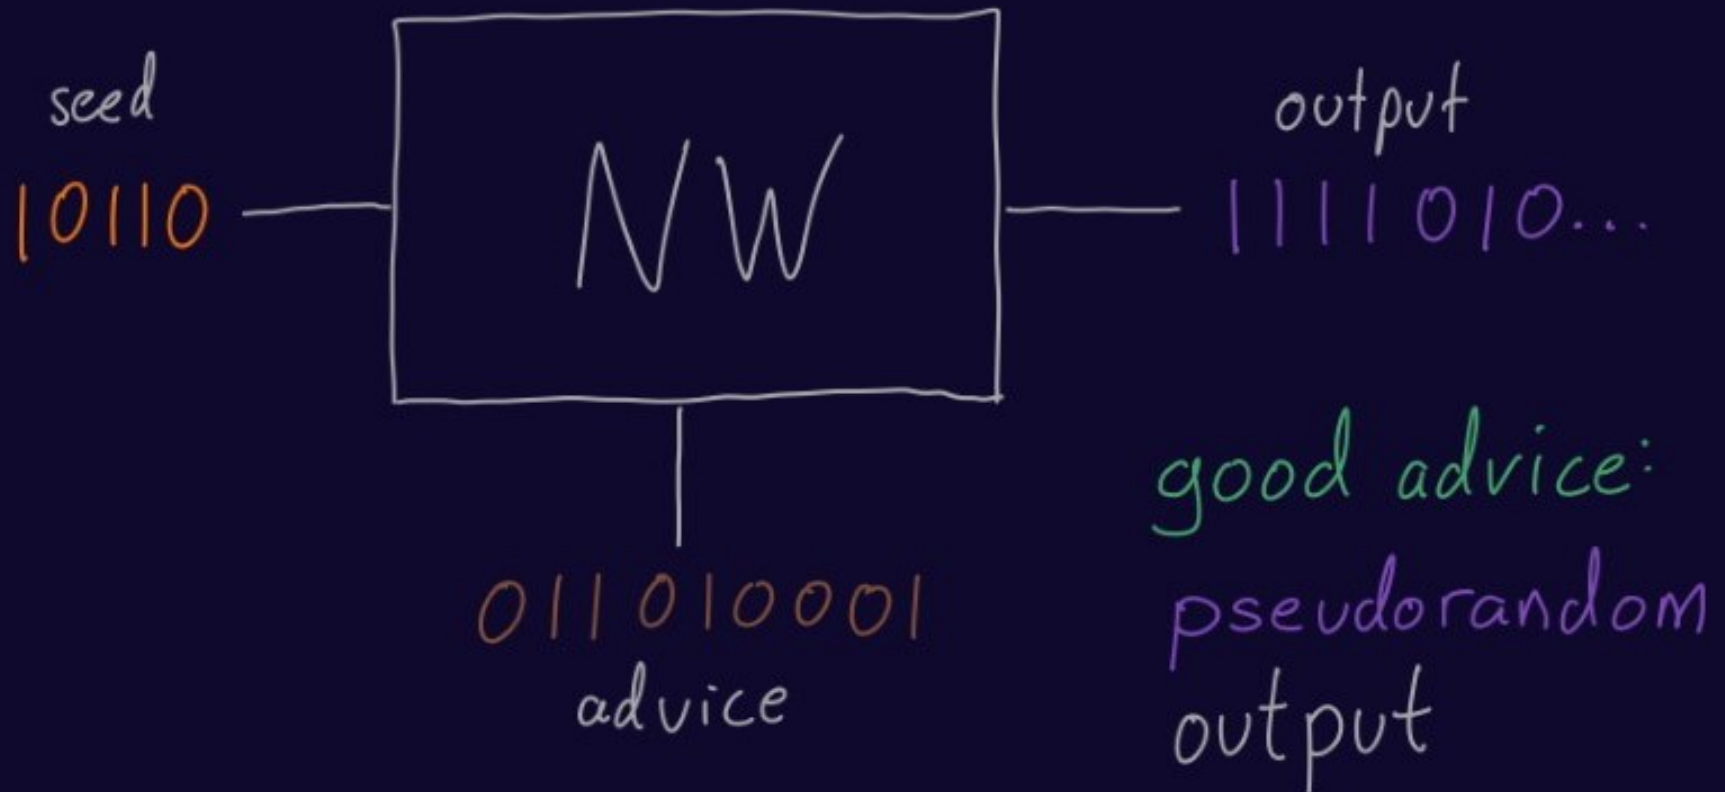 seed
10110
NW
output
1111010...
011010001
advice
good advice:
pseudorandom
output